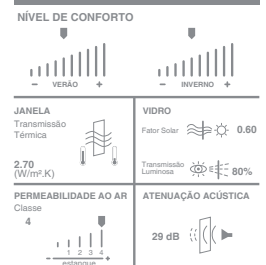 NÍVEL DE CONFORTO
- VERÃO +
- INVERNO +
JANELA
Transmissão
Térmica
2.70
(W/m².K)
VIDRO
Fator Solar 0.60
Transmissão
Luminosa 80%
PERMEABILIDADE AO AR
Classe
4
1 2 3 4
- estanque +
ATENUAÇÃO ACÚSTICA
29 dB